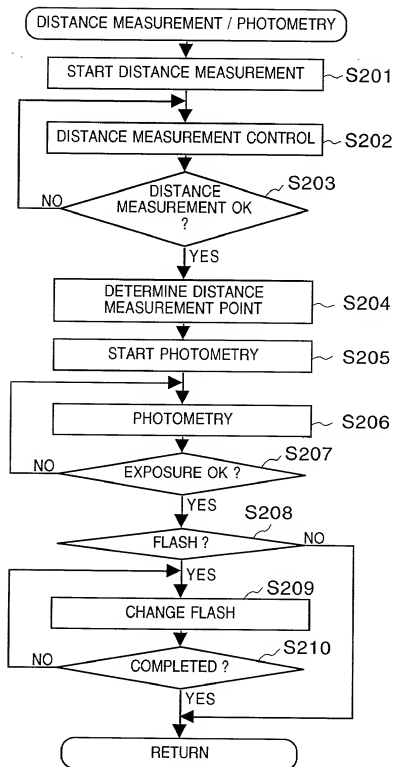 DISTANCE MEASUREMENT / PHOTOMETRY
START DISTANCE MEASUREMENT
S201
DISTANCE MEASUREMENT CONTROL
S202
S203
DISTANCE
MEASUREMENT OK
?
NO
YES
DETERMINE DISTANCE
MEASUREMENT POINT
S204
START PHOTOMETRY
S205
PHOTOMETRY
S206
S207
EXPOSURE OK ?
NO
YES
S208
FLASH ?
NO
YES
S209
CHANGE FLASH
S210
COMPLETED ?
NO
YES
RETURN